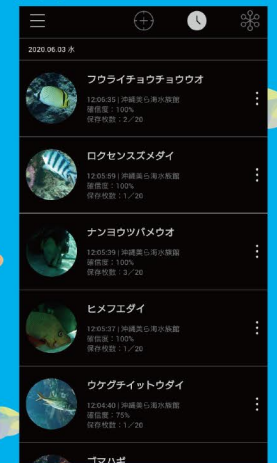 2020.06.03 水
フウライチョウチョウウオ
12:06:35 | 沖縄美ら海水族館
確信度：100%
保存枚数：2／20
ロクセンスズメダイ
12:05:59 | 沖縄美ら海水族館
確信度：100%
保存枚数：1／20
ナンヨウツバメウオ
12:05:39 | 沖縄美ら海水族館
確信度：100%
保存枚数：3／20
ヒメフエダイ
12:05:37 | 沖縄美ら海水族館
確信度：100%
保存枚数：1／20
ウケグチイットウダイ
12:04:40 | 沖縄美ら海水族館
確信度：75%
保存枚数：1／20
ゴマハギ